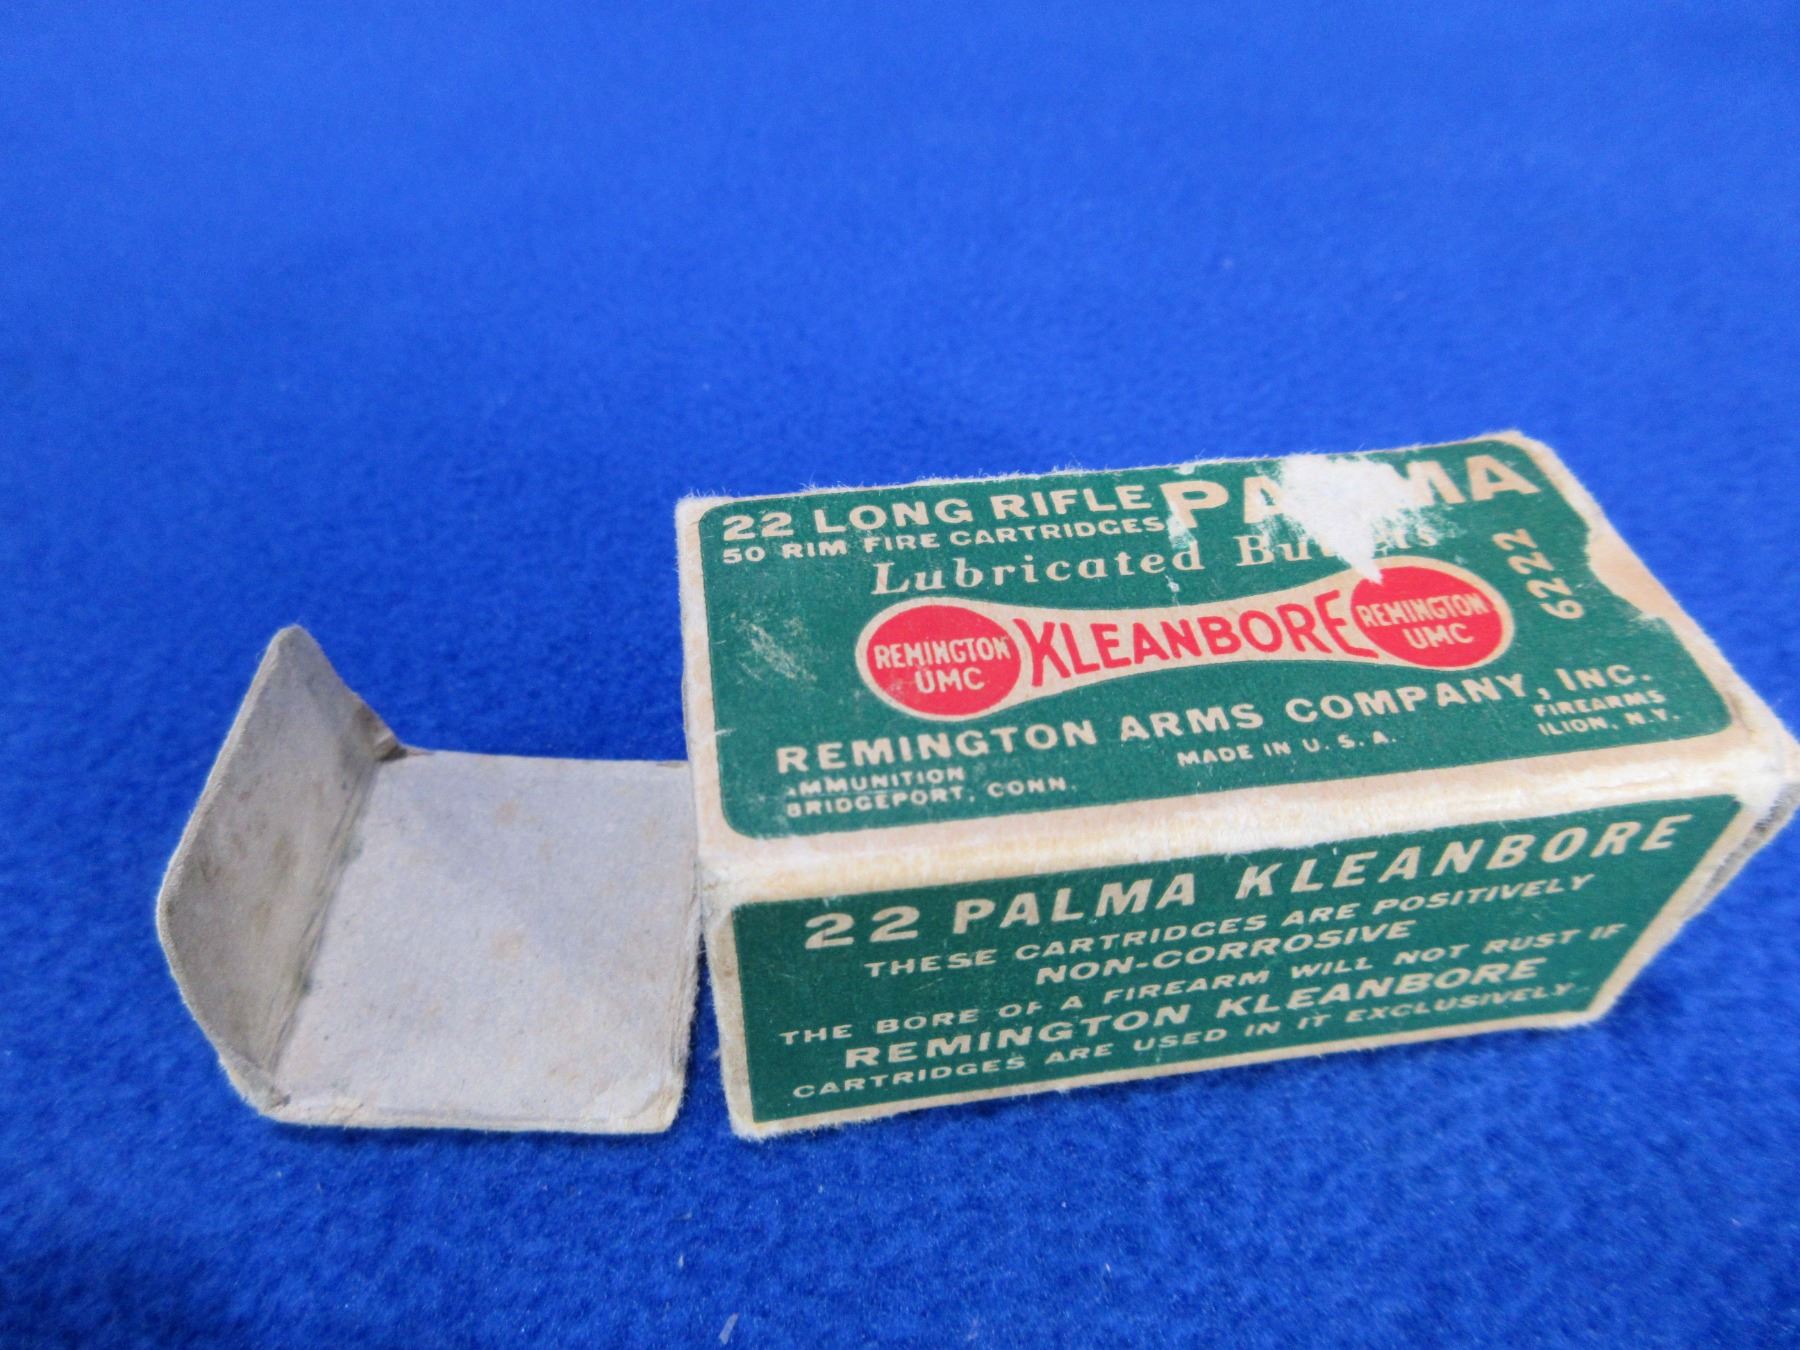 22 LONG RIFLE PALMA
50 RIM FIRE CARTRIDGES
Lubricated
REMINGTON
UMC
KLEANBORE
REMINGTON
UMC
6222
REMINGTON ARMS COMPANY, INC.
AMMUNITION
BRIDGEPORT, CONN.
MADE IN U.S.A.
FIREARMS
ILION, N.Y.
22 PALMA KLEANBORE
THESE CARTRIDGES ARE POSITIVELY
NON-CORROSIVE
THE BORE OF A FIREARM WILL NOT RUST IF
REMINGTON KLEANBORE
CARTRIDGES ARE USED IN IT EXCLUSIVELY.